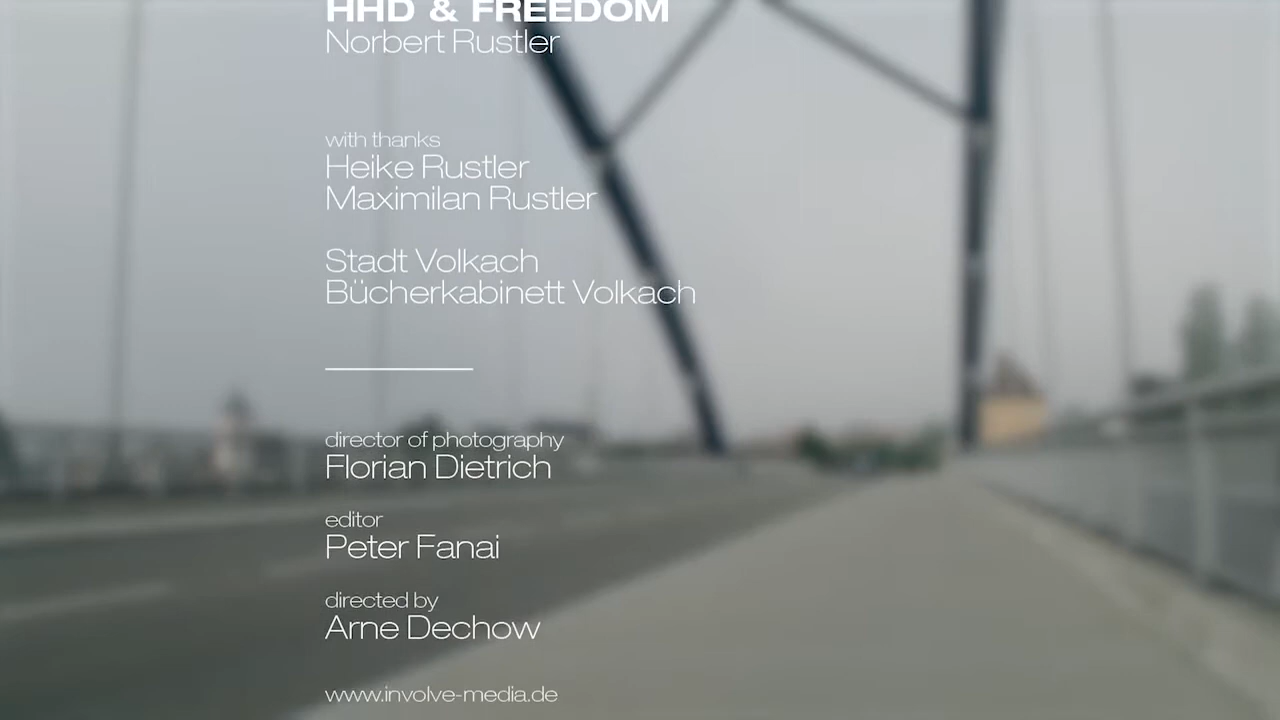 HHD & FREEDOM
Norbert Rustler
with thanks
Heike Rustler
Maximilan Rustler
Stadt Volkach
Bücherkabinett Volkach
director of photography
Florian Dietrich
editor
Peter Fanai
directed by
Arne Dechow
www.involve-media.de